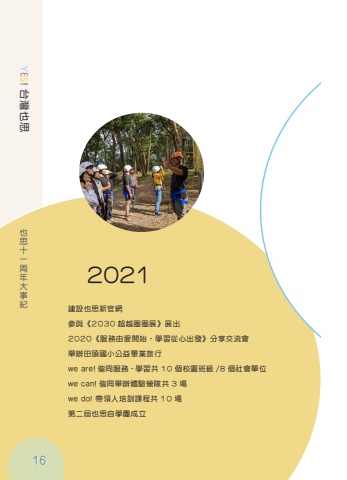 YES! 台灣也思
也思十一周年大事紀
2021
建設也思新官網
參與《2030 超越圈圈展》展出
2020《服務由愛開始,學習從心出發》分享交流會
舉辦田頭國小公益畢業旅行
we are! 偕同服務,學習共 10 個校園班級 /8 個社會單位
we can! 偕同舉辦體驗營隊共 3 場
we do! 帶領人培訓課程共 10 場
第二屆也思自學團成立
16